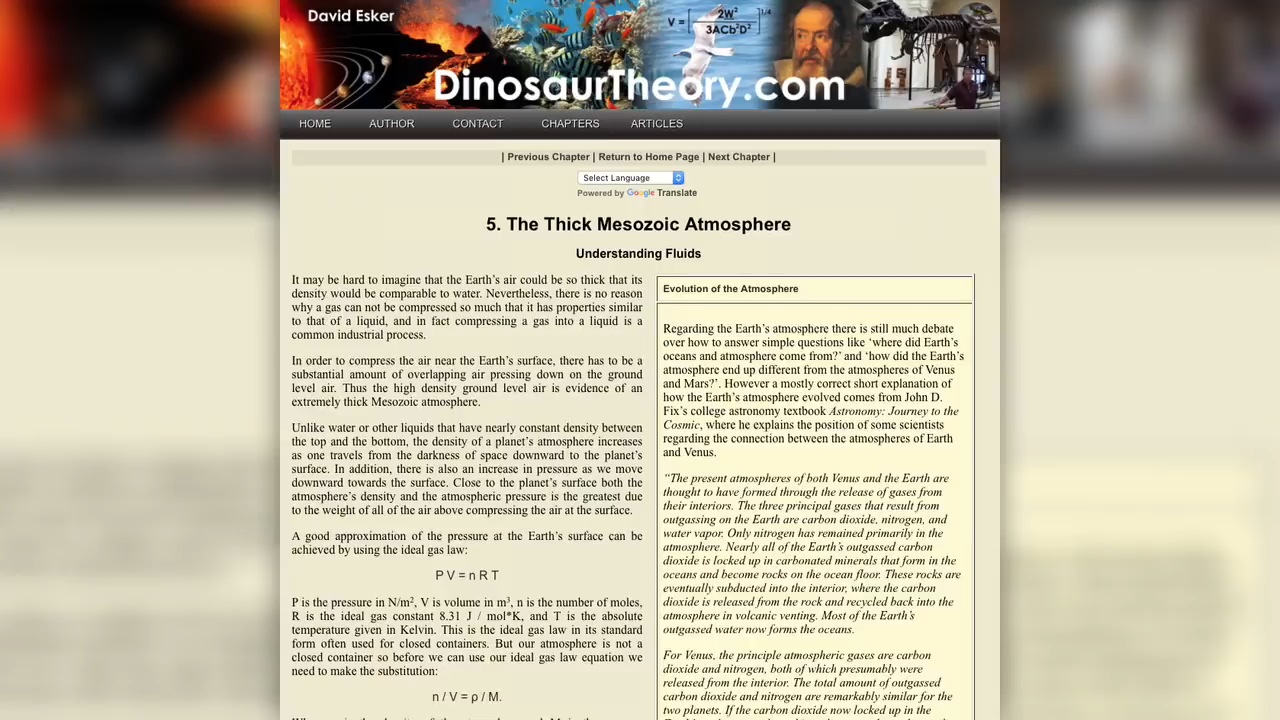 David Esker
V = [ 2W² / 3ACb²D² ]^1/4
DinosaurTheory.com
HOME AUTHOR CONTACT CHAPTERS ARTICLES
| Previous Chapter | Return to Home Page | Next Chapter |
Select Language
Powered by Google Translate
5. The Thick Mesozoic Atmosphere
Understanding Fluids
It may be hard to imagine that the Earth's air could be so thick that its
density would be comparable to water. Nevertheless, there is no reason
why a gas can not be compressed so much that it has properties similar
to that of a liquid, and in fact compressing a gas into a liquid is a
common industrial process.
In order to compress the air near the Earth's surface, there has to be a
substantial amount of overlapping air pressing down on the ground
level air. Thus the high density ground level air is evidence of an
extremely thick Mesozoic atmosphere.
Unlike water or other liquids that have nearly constant density between
the top and the bottom, the density of a planet's atmosphere increases
as one travels from the darkness of space downward to the planet's
surface. In addition, there is also an increase in pressure as we move
downward towards the surface. Close to the planet's surface both the
atmosphere's density and the atmospheric pressure is the greatest due
to the weight of all of the air above compressing the air at the surface.
A good approximation of the pressure at the Earth's surface can be
achieved by using the ideal gas law:
P V = n R T
P is the pressure in N/m², V is volume in m³, n is the number of moles,
R is the ideal gas constant 8.31 J / mol*K, and T is the absolute
temperature given in Kelvin. This is the ideal gas law in its standard
form often used for closed containers. But our atmosphere is not a
closed container so before we can use our ideal gas law equation we
need to make the substitution:
n / V = ρ / M.
Evolution of the Atmosphere
Regarding the Earth's atmosphere there is still much debate
over how to answer simple questions like ‘where did Earth's
oceans and atmosphere come from?’ and ‘how did the Earth's
atmosphere end up different from the atmospheres of Venus
and Mars?’. However a mostly correct short explanation of
how the Earth's atmosphere evolved comes from John D.
Fix's college astronomy textbook Astronomy: Journey to the
Cosmic, where he explains the position of some scientists
regarding the connection between the atmospheres of Earth
and Venus.
“The present atmospheres of both Venus and the Earth are
thought to have formed through the release of gases from
their interiors. The three principal gases that result from
outgassing on the Earth are carbon dioxide, nitrogen, and
water vapor. Only nitrogen has remained primarily in the
atmosphere. Nearly all of the Earth's outgassed carbon
dioxide is locked up in carbonated minerals that form in the
oceans and become rocks on the ocean floor. These rocks are
eventually subducted into the interior, where the carbon
dioxide is released from the rock and recycled back into the
atmosphere in volcanic venting. Most of the Earth's
outgassed water now forms the oceans.
For Venus, the principle atmospheric gases are carbon
dioxide and nitrogen, both of which presumably were
released from the interior. The total amount of outgassed
carbon dioxide and nitrogen are remarkably similar for the
two planets. If the carbon dioxide now locked up in the